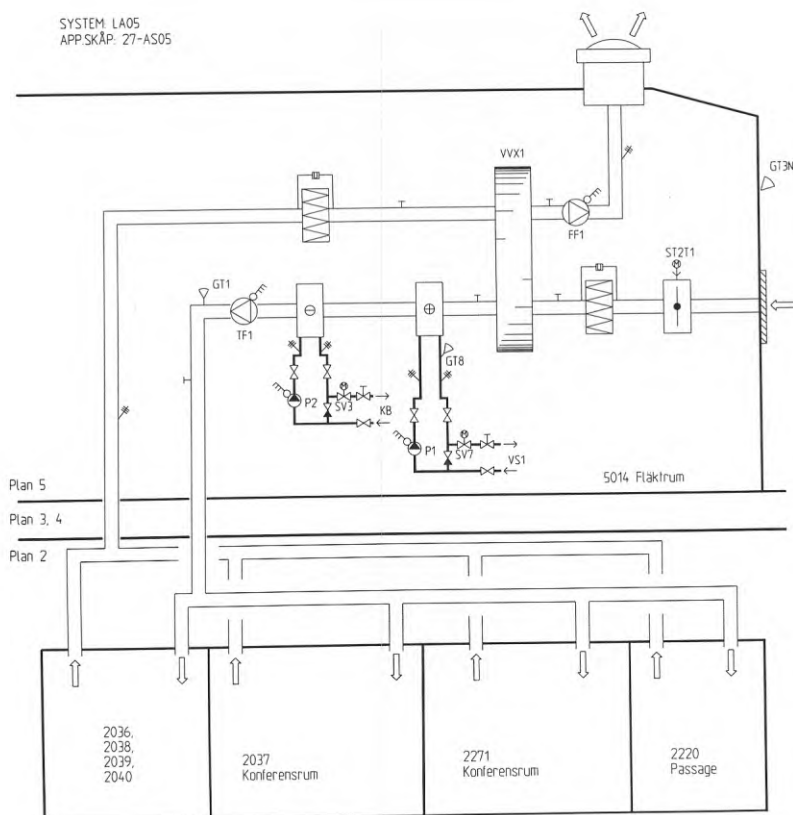 SYSTEM: LA05
APP.SKÅP: 27-AS05
VVX1
GT3N
FF1
ST2T1
GT1
TF1
GT8
P2
SV3
KB
P1
SV7
VS1
5014 Fläktrum
Plan 5
Plan 3, 4
Plan 2
2036,
2038,
2039,
2040
2037
Konferensrum
2271
Konferensrum
2220
Passage